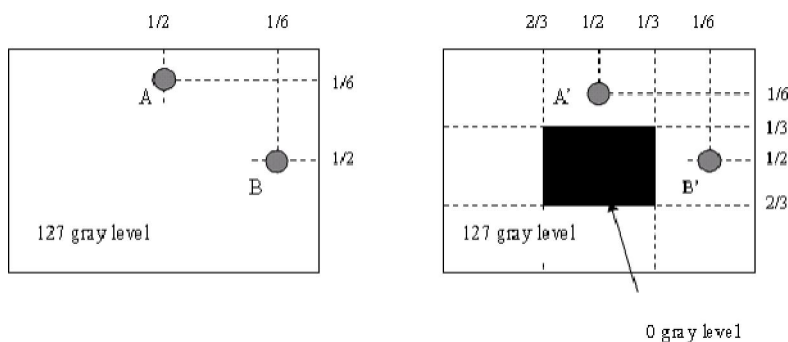 1/2 1/6 2/3 1/2 1/3 1/6
A A'
1/6 1/6
1/3
1/2 1/2
B B'
2/3
127 gray level 127 gray level
0 gray level